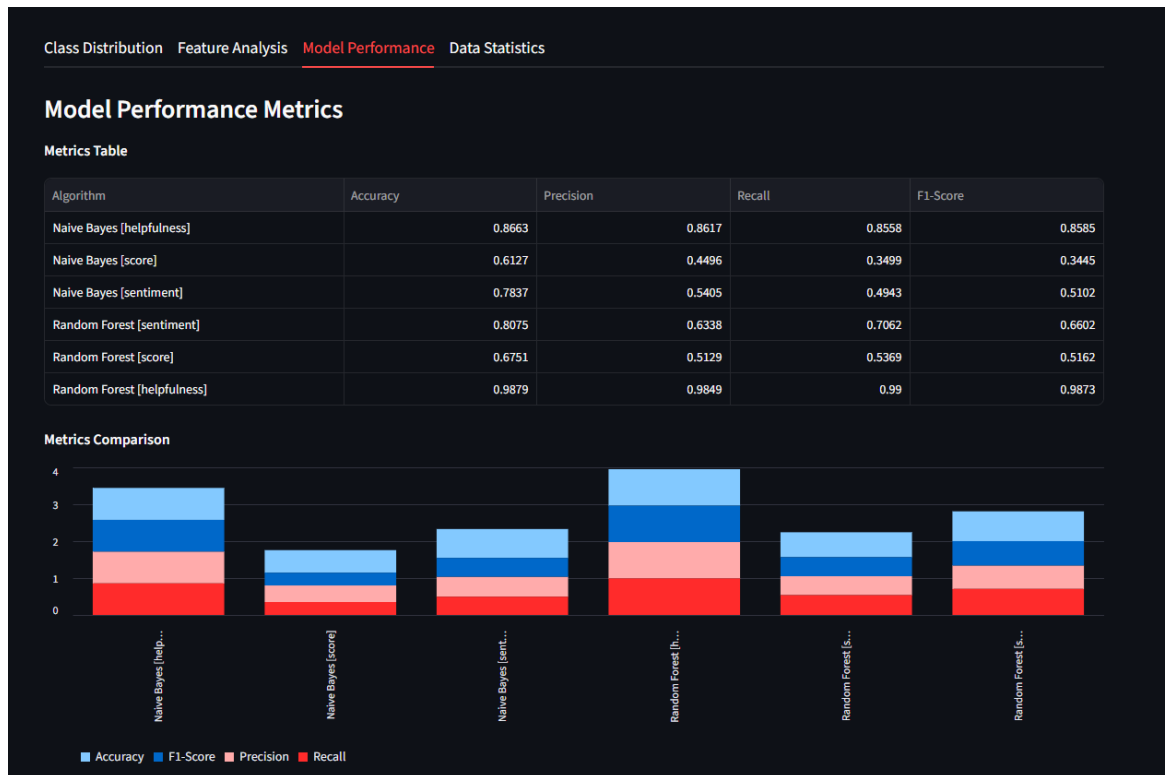 Class Distribution Feature Analysis Model Performance Data Statistics
Model Performance Metrics
Metrics Table
Algorithm Accuracy Precision Recall F1-Score
Naive Bayes [helpfulness] 0.8663 0.8617 0.8558 0.8585
Naive Bayes [score] 0.6127 0.4496 0.3499 0.3445
Naive Bayes [sentiment] 0.7837 0.5405 0.4943 0.5102
Random Forest [sentiment] 0.8075 0.6338 0.7062 0.6602
Random Forest [score] 0.6751 0.5129 0.5369 0.5162
Random Forest [helpfulness] 0.9879 0.9849 0.99 0.9873
Metrics Comparison
4
3
2
1
0
Naive Bayes [help...
Naive Bayes [score]
Naive Bayes [sent...
Random Forest [h...
Random Forest [s...
Random Forest [s...
Accuracy F1-Score Precision Recall